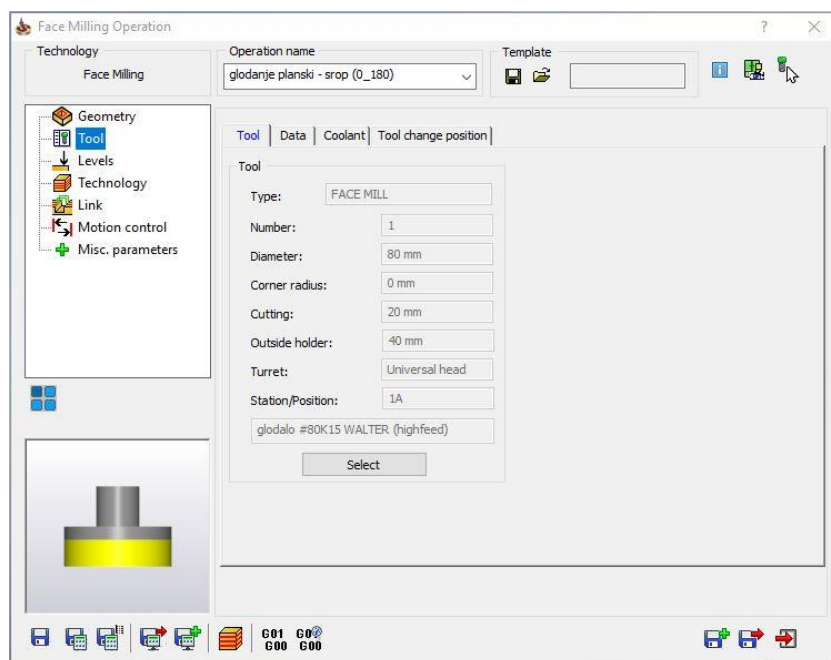 Face Milling Operation
Technology
Face Milling
Operation name
glodanje planski - srop (0_180)
Template
Geometry
Tool
Levels
Technology
Link
Motion control
Misc. parameters
Tool Data Coolant Tool change position
Tool
Type: FACE MILL
Number: 1
Diameter: 80 mm
Corner radius: 0 mm
Cutting: 20 mm
Outside holder: 40 mm
Turret: Universal head
Station/Position: 1A
glodalo #80K15 WALTER (highfeed)
Select
G01 G0
G00 G00